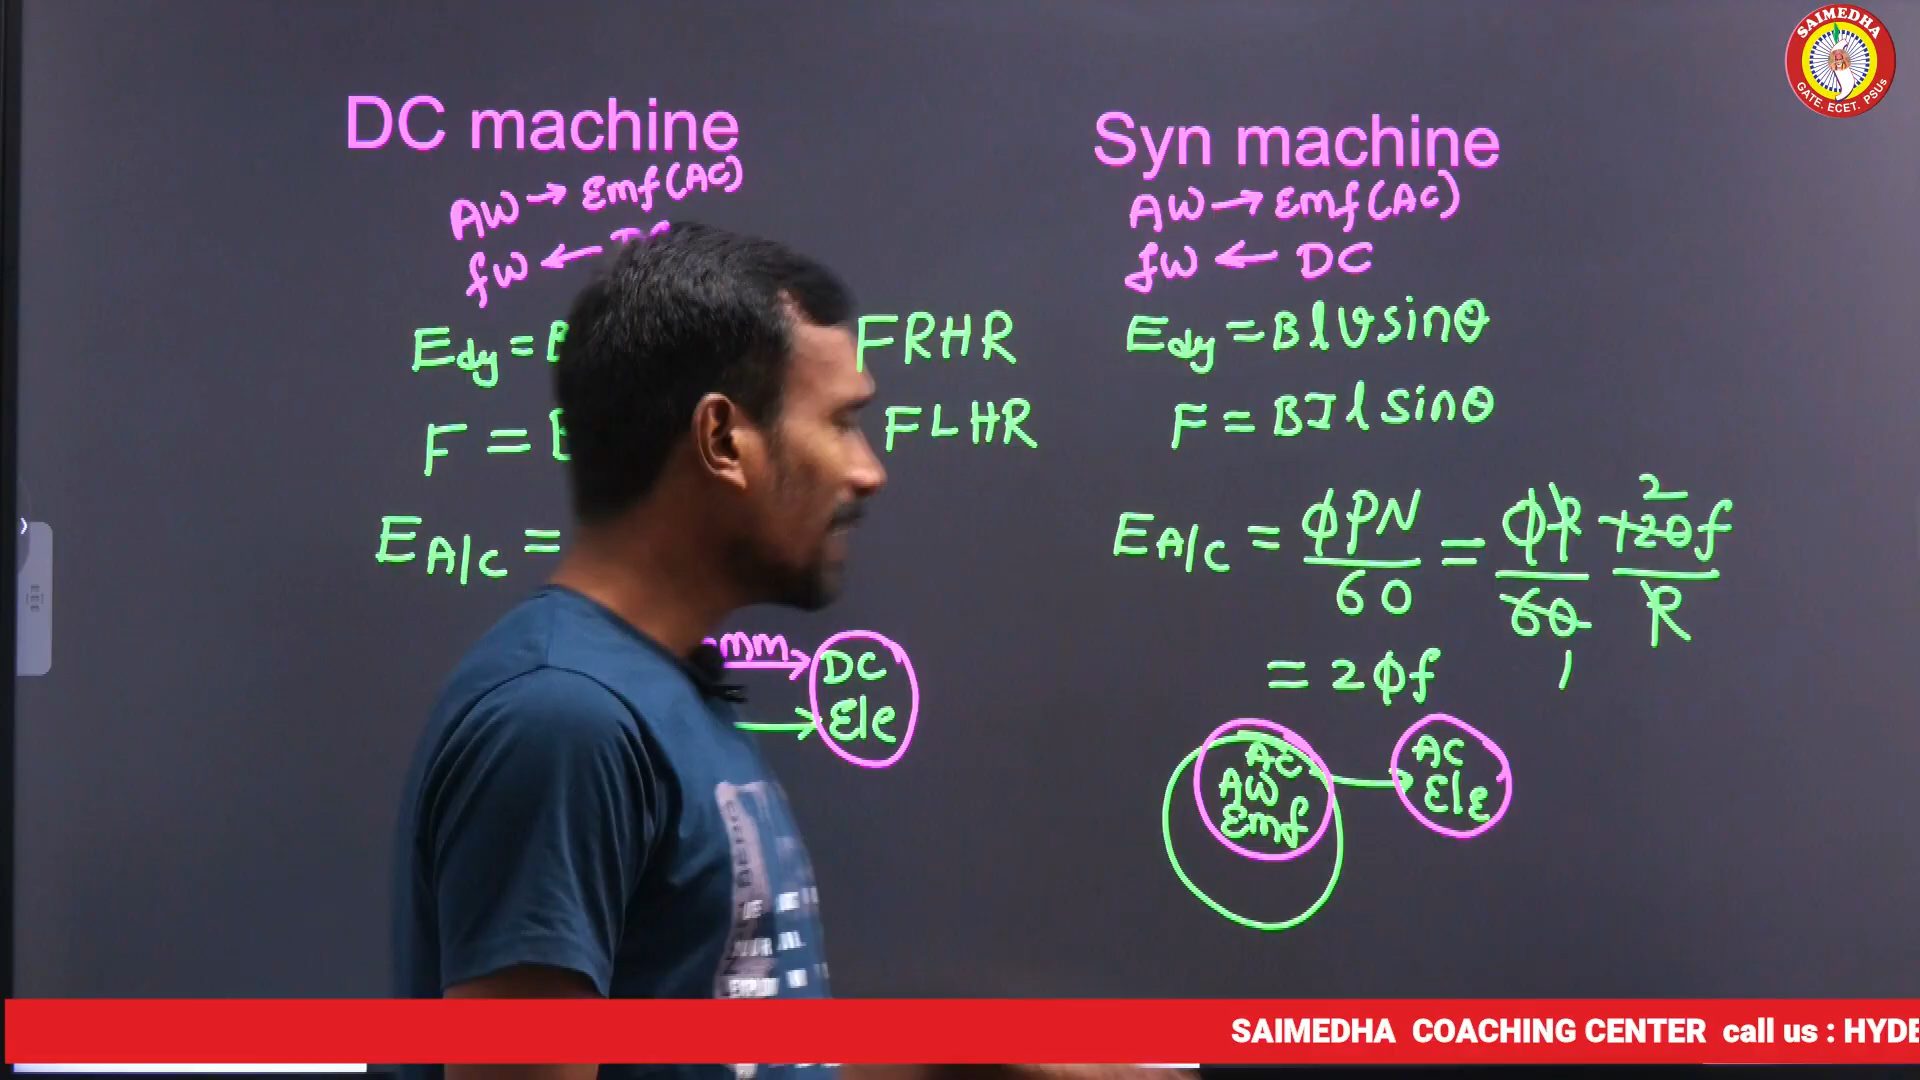 SAIMEDHA
GATE. ECET. PSUs
DC machine
AW → Emf (AC)
fW ← DC
Edy = B
F = B
EA/C =
FRHR
FLHR
mm
DC
Ele
Syn machine
AW → Emf (AC)
fW ← DC
Edy = Blvsinθ
F = BIl sinθ
EA/C = ϕPN/60 = ϕP/60 120f/P
2
1
= 2ϕf
AC
AW
Emf
AC
Ele
SAIMEDHA COACHING CENTER call us : HYDE